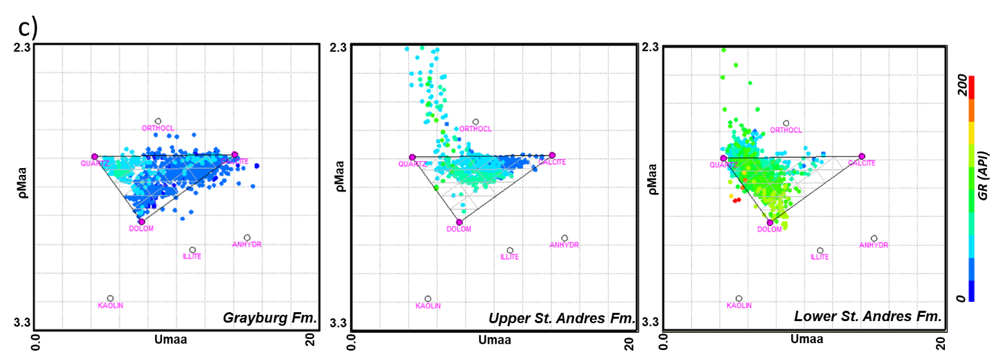 c)
2.3
ρMaa
ORTHOCL
QUARTZ
CALCITE
DOLOM
ANHYDR
ILLITE
KAOLIN
Grayburg Fm.
3.3
0.0
Umaa
20
2.3
ρMaa
ORTHOCL
QUARTZ
CALCITE
DOLOM
ANHYDR
ILLITE
KAOLIN
Upper St. Andres Fm.
3.3
0.0
Umaa
20
2.3
ρMaa
ORTHOCL
QUARTZ
CALCITE
DOLOM
ANHYDR
ILLITE
KAOLIN
Lower St. Andres Fm.
3.3
0.0
Umaa
20
200
GR (API)
0